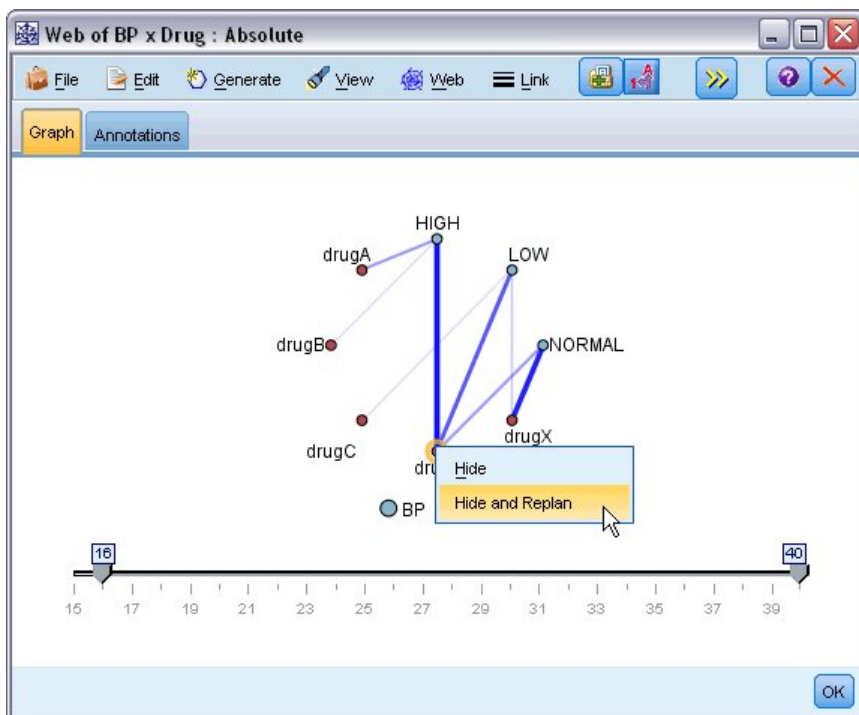 Web of BP x Drug : Absolute
File Edit Generate View Web Link
Graph Annotations
HIGH
drugA
LOW
drugB
NORMAL
drugC
drugX
Hide
Hide and Replan
BP
16 40
15 17 19 21 23 25 27 29 31 33 35 37 39
OK